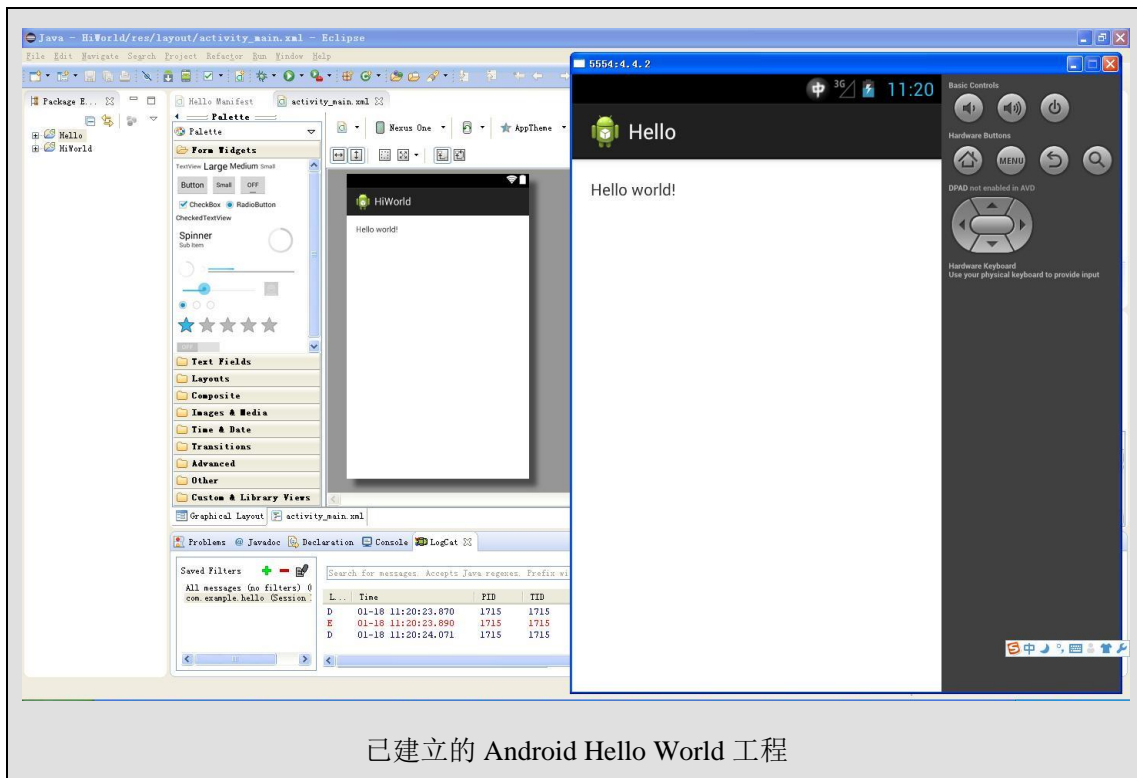 Java - HiWorld/res/layout/activity_main.xml - Eclipse
File Edit Navigate Search Project Refactor Run Window Help
Package E...
Hello
HiWorld
Hello Manifest
activity_main.xml
Palette
Palette
Form Widgets
TextView Large Medium Small
Button Small OFF
CheckBox RadioButton
CheckedTextView
Spinner
Sub Item
OFF
Text Fields
Layouts
Composite
Images & Media
Time & Date
Transitions
Advanced
Other
Custom & Library Views
Graphical Layout activity_main.xml
Nexus One
AppTheme
HiWorld
Hello world!
Problems @ Javadoc Declaration Console LogCat
Saved Filters
All messages (no filters)
com.example.hello (Session
Search for messages. Accepts Java regexes. Prefix wi
L... Time PID TID
D 01-18 11:20:23.870 1715 1715
E 01-18 11:20:23.890 1715 1715
D 01-18 11:20:24.071 1715 1715
5554:4.4.2
中 3G 11:20
Hello
Hello world!
Basic Controls
Hardware Buttons
MENU
DPAD not enabled in AVD
Hardware Keyboard
Use your physical keyboard to provide input
中
已建立的 Android Hello World 工程